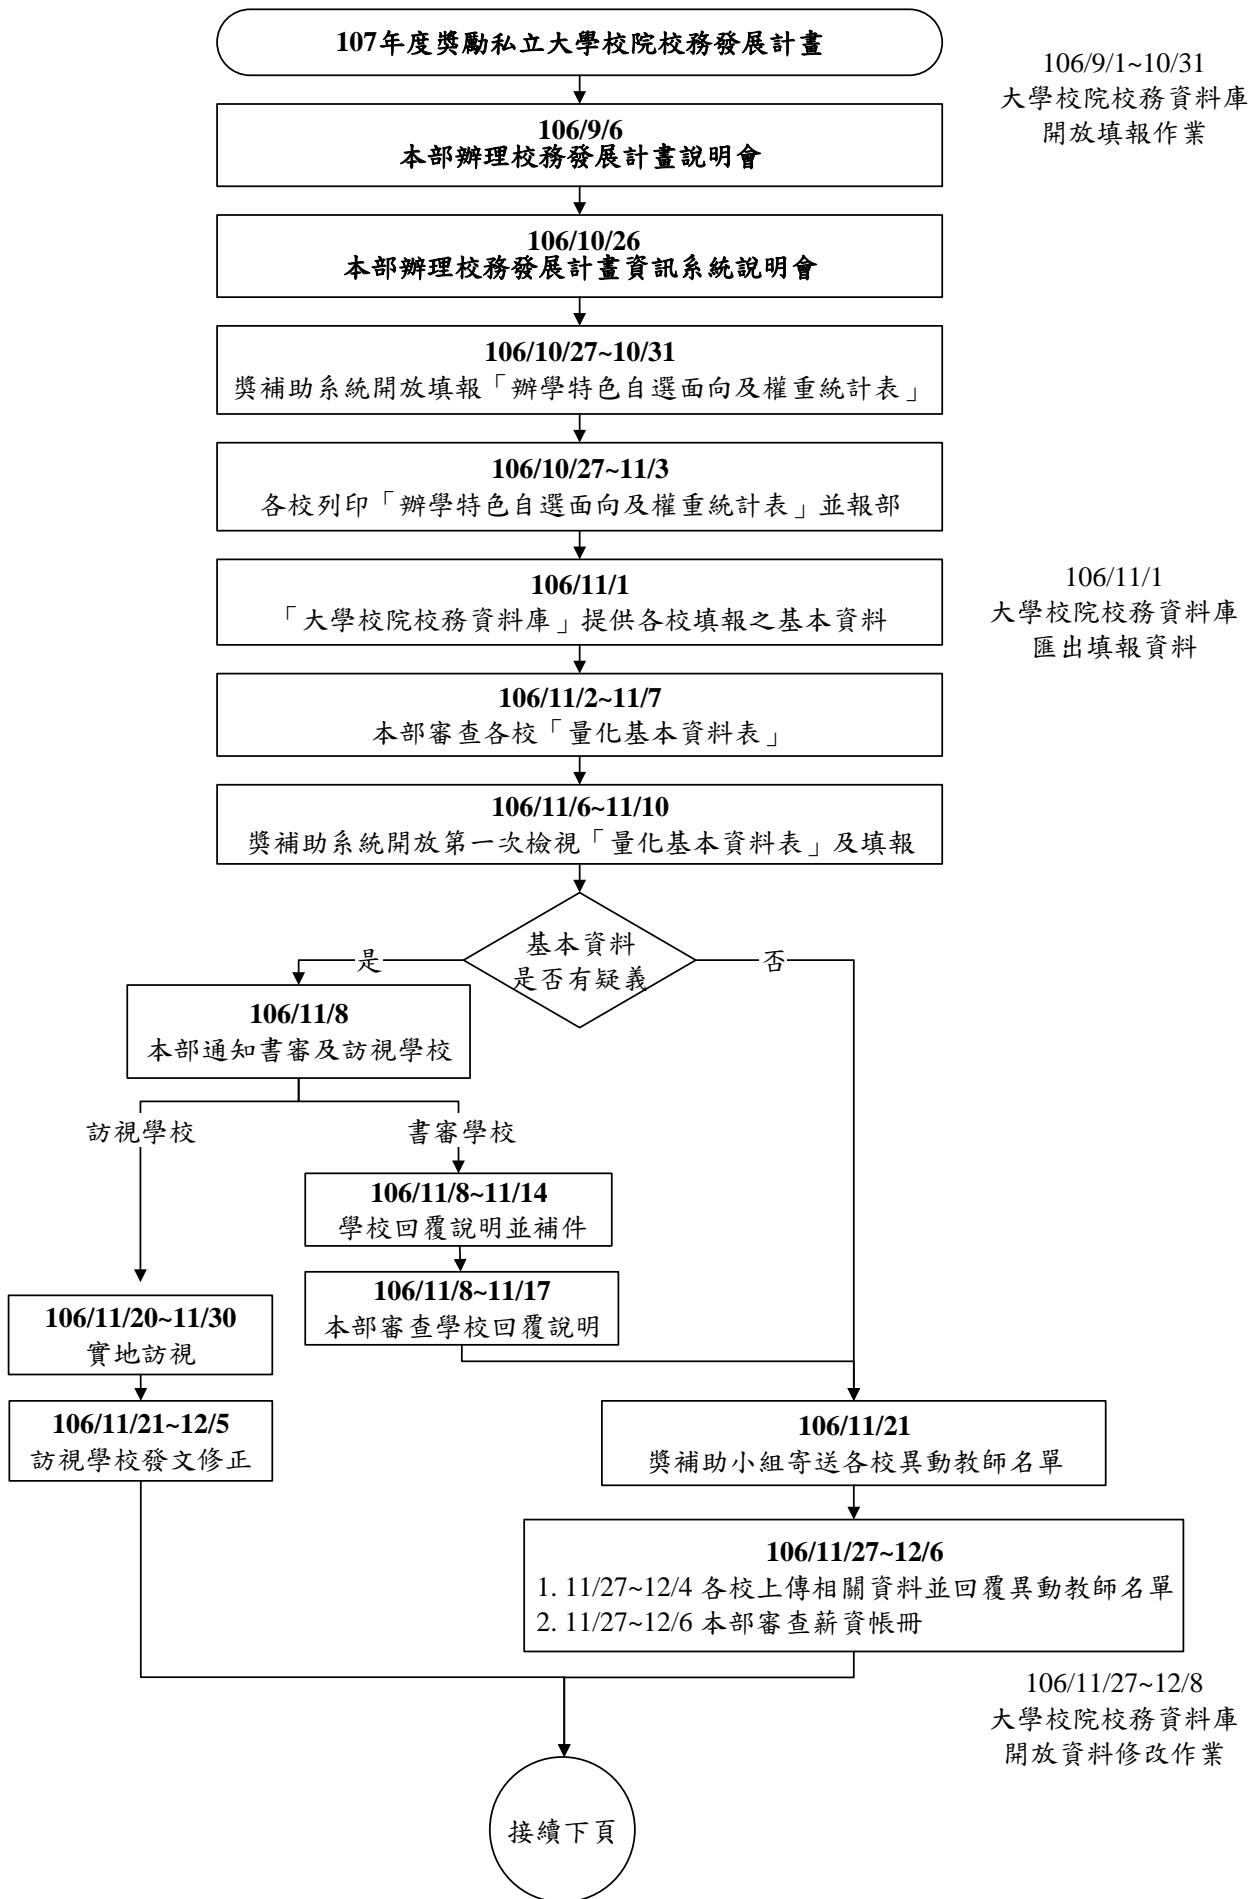 107年度獎勵私立大學校院校務發展計畫
106/9/1~10/31
大學校院校務資料庫
開放填報作業
106/9/6
本部辦理校務發展計畫說明會
106/10/26
本部辦理校務發展計畫資訊系統說明會
106/10/27~10/31
獎補助系統開放填報「辦學特色自選面向及權重統計表」
106/10/27~11/3
各校列印「辦學特色自選面向及權重統計表」並報部
106/11/1
「大學校院校務資料庫」提供各校填報之基本資料
106/11/1
大學校院校務資料庫
匯出填報資料
106/11/2~11/7
本部審查各校「量化基本資料表」
106/11/6~11/10
獎補助系統開放第一次檢視「量化基本資料表」及填報
基本資料
是否有疑義
是
否
106/11/8
本部通知書審及訪視學校
訪視學校
書審學校
106/11/8~11/14
學校回覆說明並補件
106/11/8~11/17
本部審查學校回覆說明
106/11/20~11/30
實地訪視
106/11/21~12/5
訪視學校發文修正
106/11/21
獎補助小組寄送各校異動教師名單
106/11/27~12/6
1. 11/27~12/4 各校上傳相關資料並回覆異動教師名單
2. 11/27~12/6 本部審查薪資帳冊
106/11/27~12/8
大學校院校務資料庫
開放資料修改作業
接續下頁